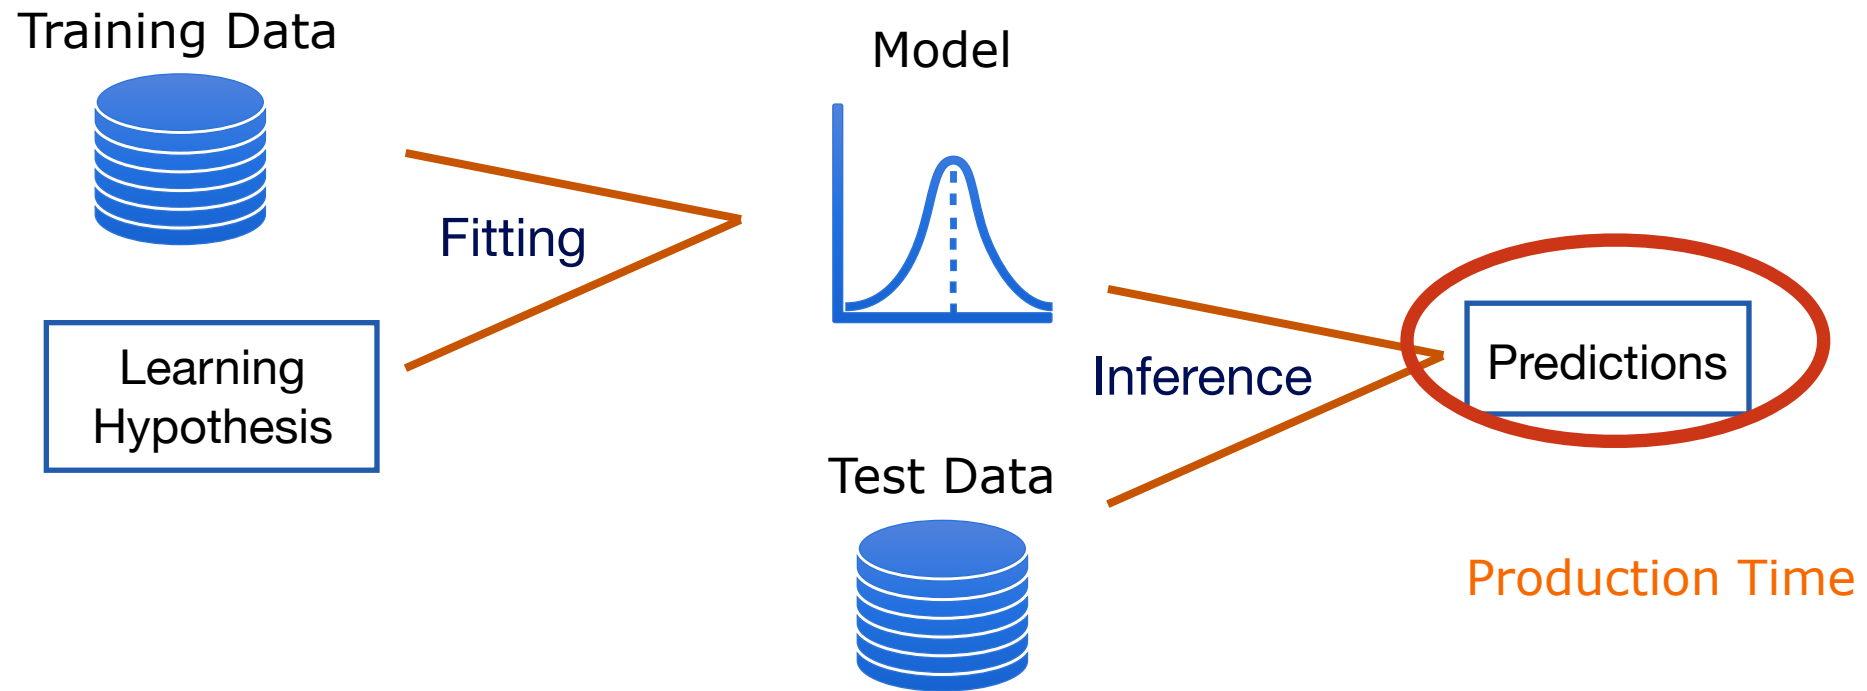 Training Data
Model
Fitting
Learning
Hypothesis
Inference
Predictions
Test Data
Production Time